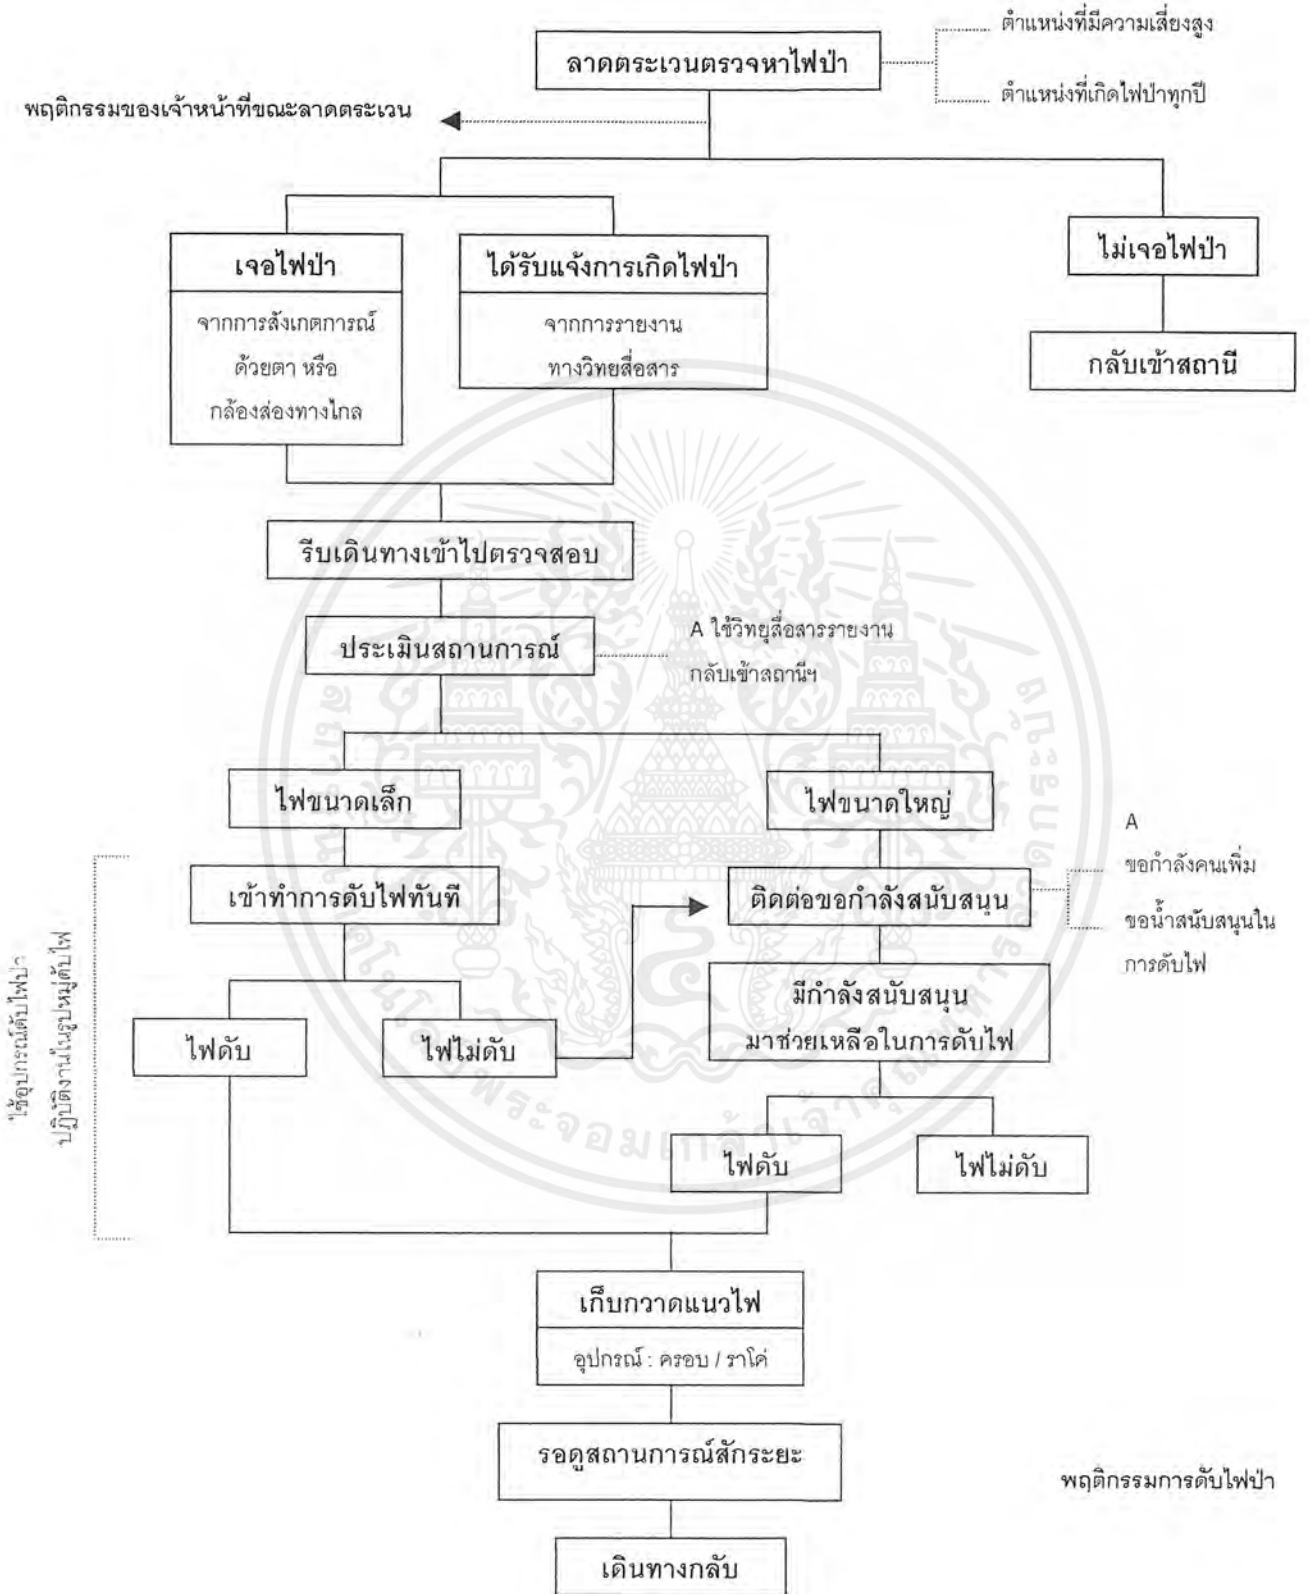 ตำแหน่งที่มีความเสี่ยงสูง
ลาดตระเวนตรวจหาไฟป่า
ตำแหน่งที่เกิดไฟป่าทุกปี
พฤติกรรมของเจ้าหน้าที่ขณะลาดตระเวน
เจอไฟป่า
จากการสังเกตการณ์
ด้วยตา หรือ
กล้องส่องทางไกล
ได้รับแจ้งการเกิดไฟป่า
จากการรายงาน
ทางวิทยสื่อสาร
ไม่เจอไฟป่า
กลับเข้าสถานี
รีบเดินทางเข้าไปตรวจสอบ
ประเมินสถานการณ์
A ใช้วิทยุสื่อสารรายงาน
กลับเข้าสถานีฯ
ไฟขนาดเล็ก
ไฟขนาดใหญ่
เข้าทำการดับไฟทันที
ติดต่อขอกำลังสนับสนุน
A
ขอกำลังคนเพิ่ม
ขอน้ำสนับสนุนใน
การดับไฟ
ใช้อุปกรณ์ดับไฟป่า
ปฏิบัติงานในรูปหมู่ดับไฟ
ไฟดับ
ไฟไม่ดับ
มีกำลังสนับสนุน
มาช่วยเหลือในการดับไฟ
ไฟดับ
ไฟไม่ดับ
เก็บกวาดแนวไฟ
อุปกรณ์ : ครอบ / ราโค่
รอดูสถานการณ์สักระยะ
พฤติกรรมการดับไฟป่า
เดินทางกลับ